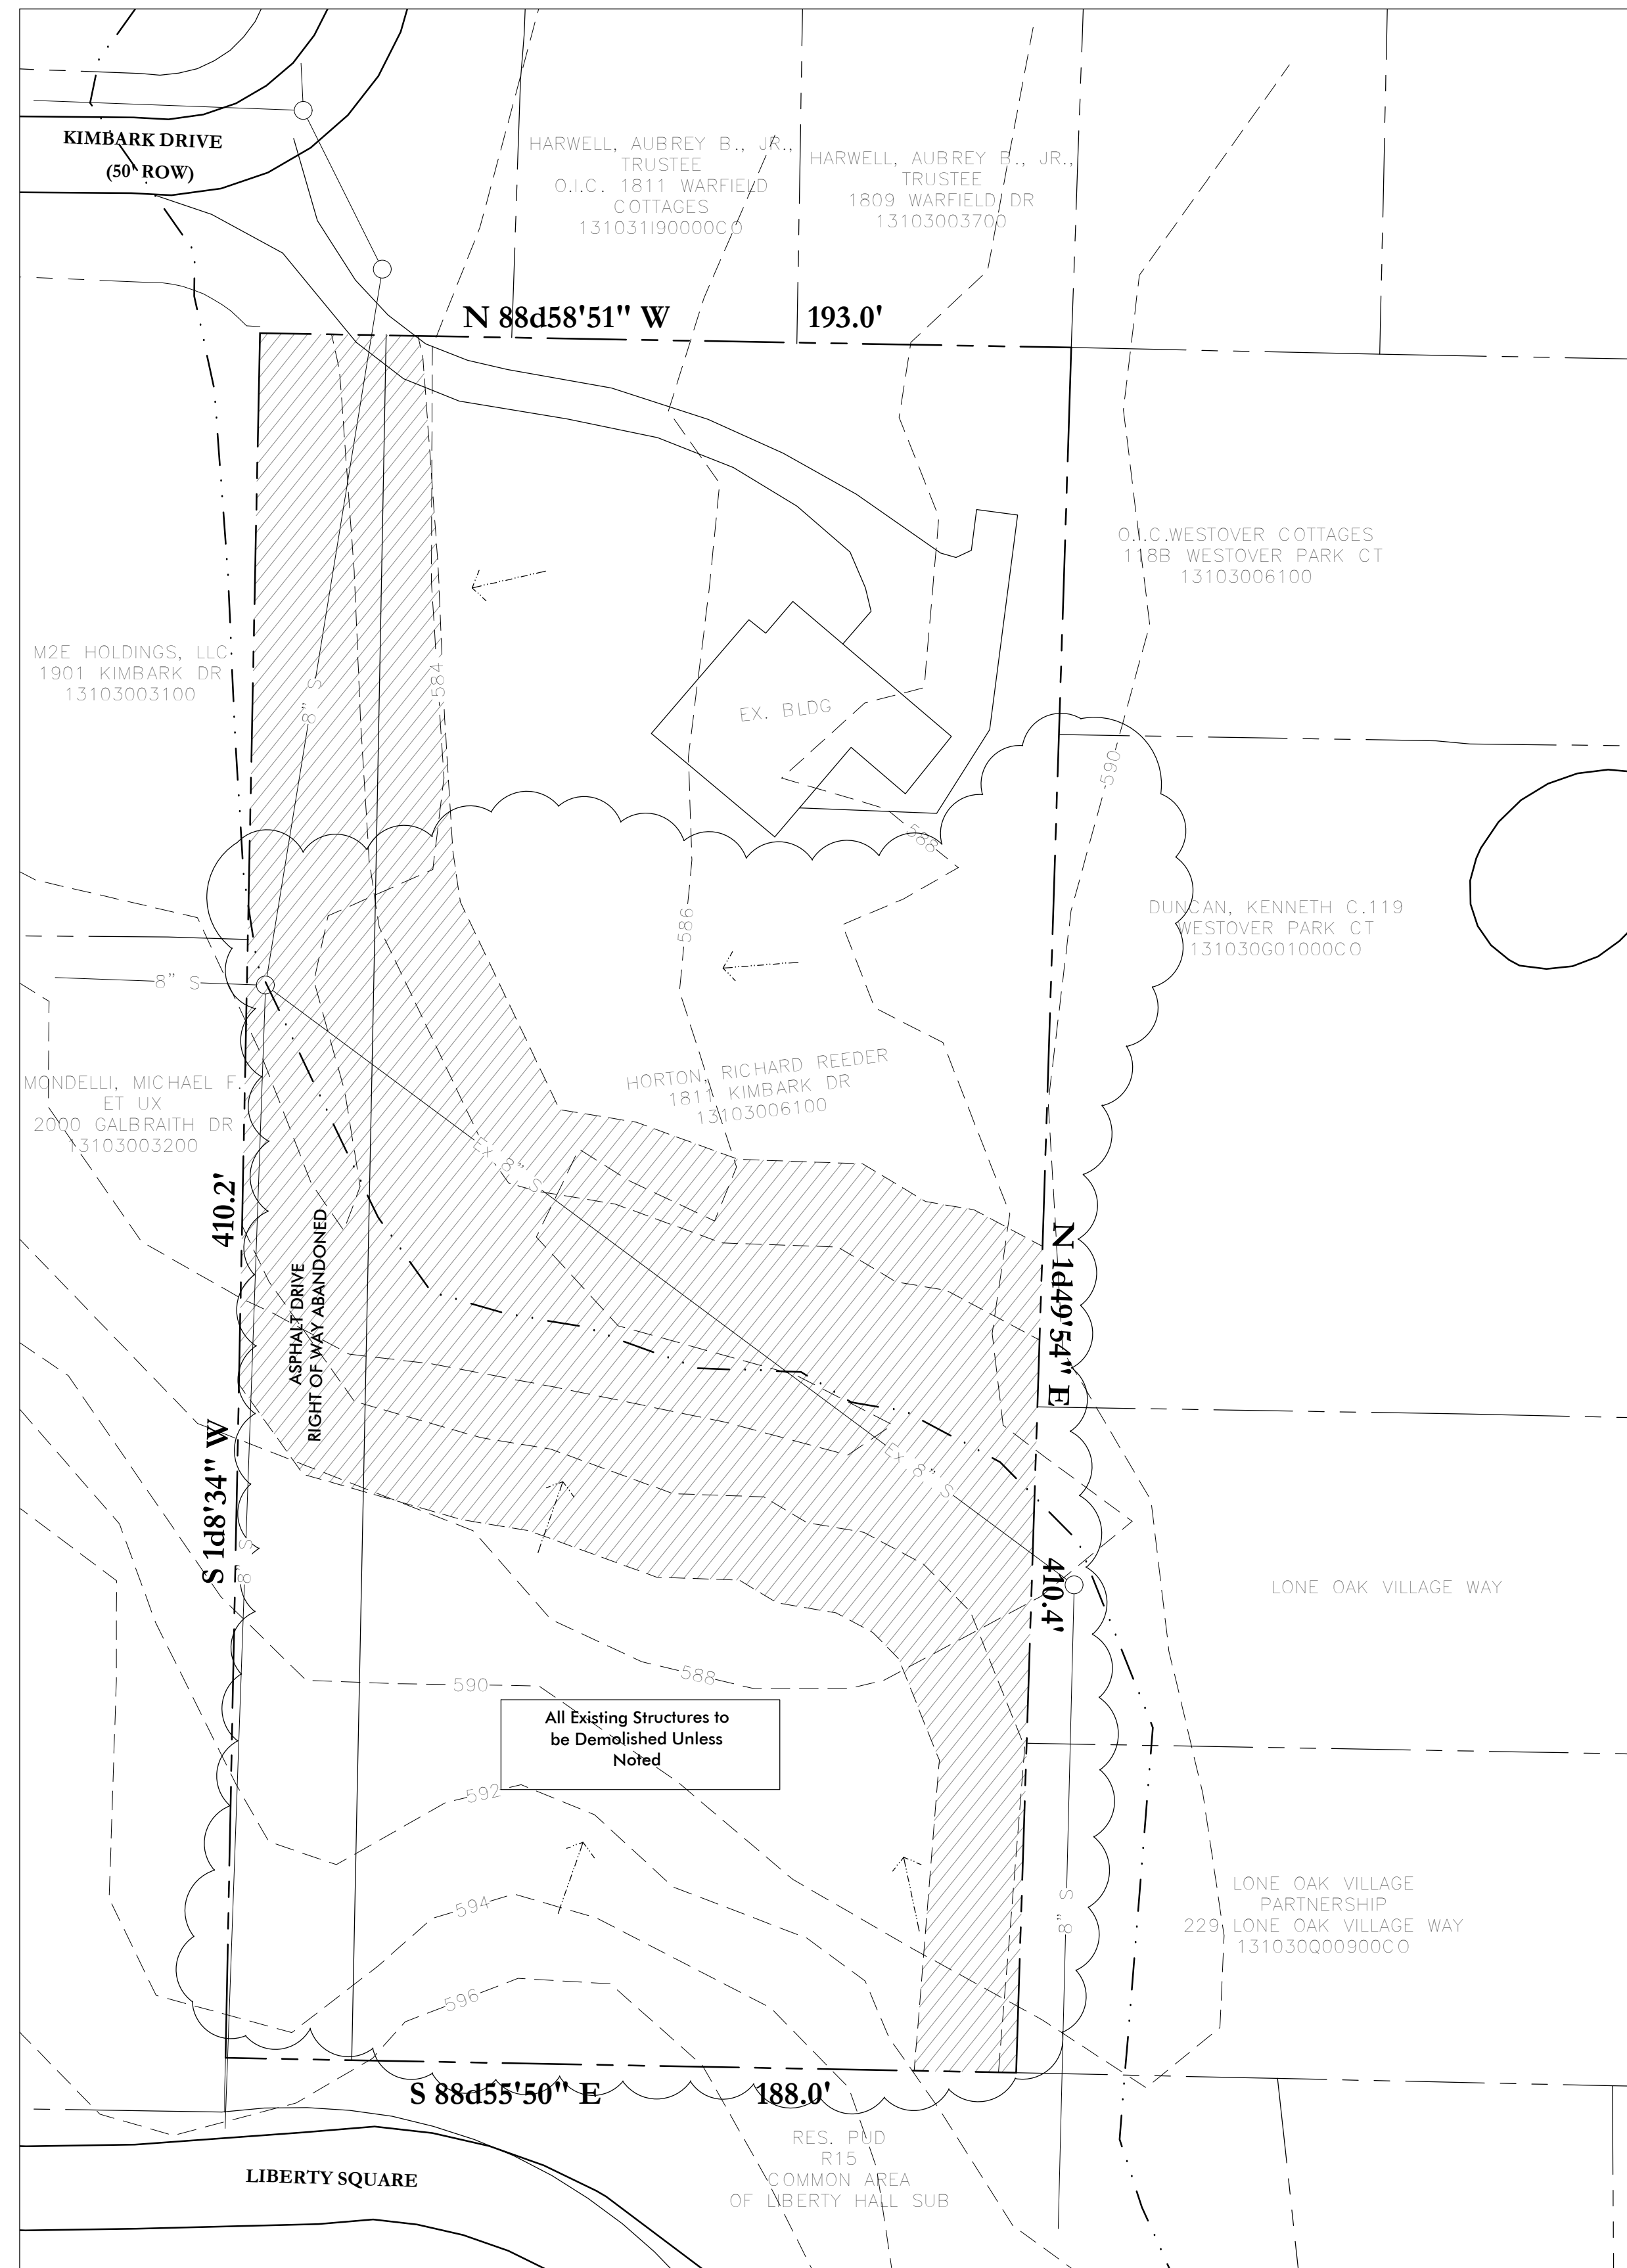 KIMBARK DRIVE
(50' ROW)
HARWELL, AUBREY B., JR.,
TRUSTEE
O.I.C. 1811 WARFIELD
COTTAGES
131031I90000CO
HARWELL, AUBREY B., JR.,
TRUSTEE
1809 WARFIELD DR
13103003700
N 88d58'51" W
193.0'
O.I.C.WESTOVER COTTAGES
118B WESTOVER PARK CT
13103006100
M2E HOLDINGS, LLC
1901 KIMBARK DR
13103003100
8" S
584
EX. BLDG
590
588
586
DUNCAN, KENNETH C.119
WESTOVER PARK CT
131030G01000CO
8" S
HORTON, RICHARD REEDER
1811 KIMBARK DR
13103006100
MONDELLI, MICHAEL F.
ET UX
2000 GALBRAITH DR
13103003200
EX 8" S
410.2'
ASPHALT DRIVE
RIGHT OF WAY ABANDONED
N 1d49'54" E
S 1d8'34" W
EX 8" S
8" S
410.4'
LONE OAK VILLAGE WAY
588
590
All Existing Structures to
be Demolished Unless
Noted
592
594
596
8" S
LONE OAK VILLAGE
PARTNERSHIP
229 LONE OAK VILLAGE WAY
131030Q00900CO
S 88d55'50" E
188.0'
RES. PUD
R15
COMMON AREA
OF LIBERTY HALL SUB
LIBERTY SQUARE